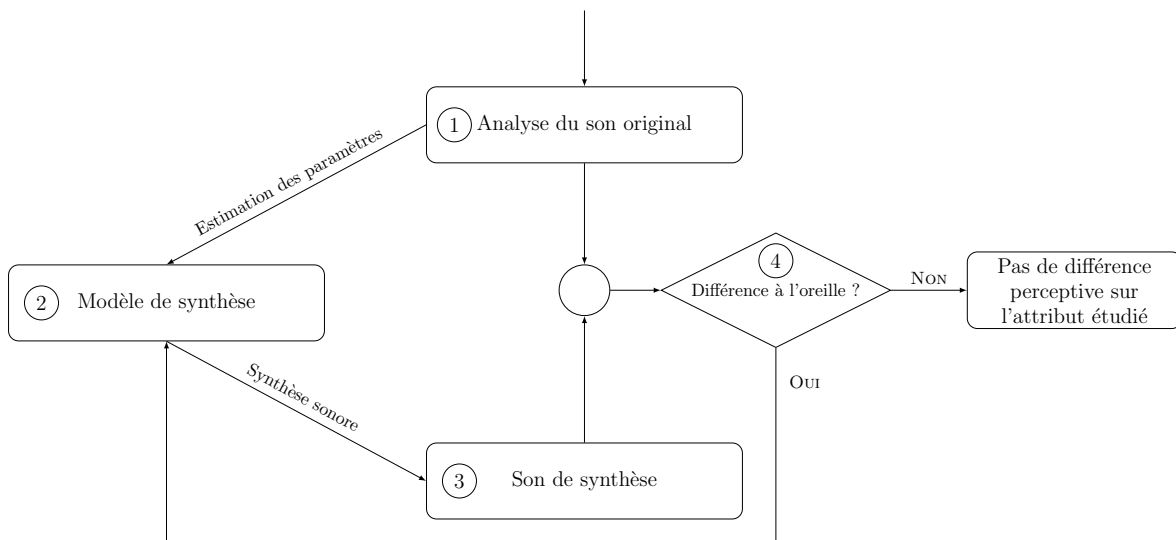 1 Analyse du son original
Estimation des paramètres
2 Modèle de synthèse
4
Différence à l'oreille ?
Non
Pas de différence
perceptive sur
l'attribut étudié
Oui
Synthèse sonore
3 Son de synthèse